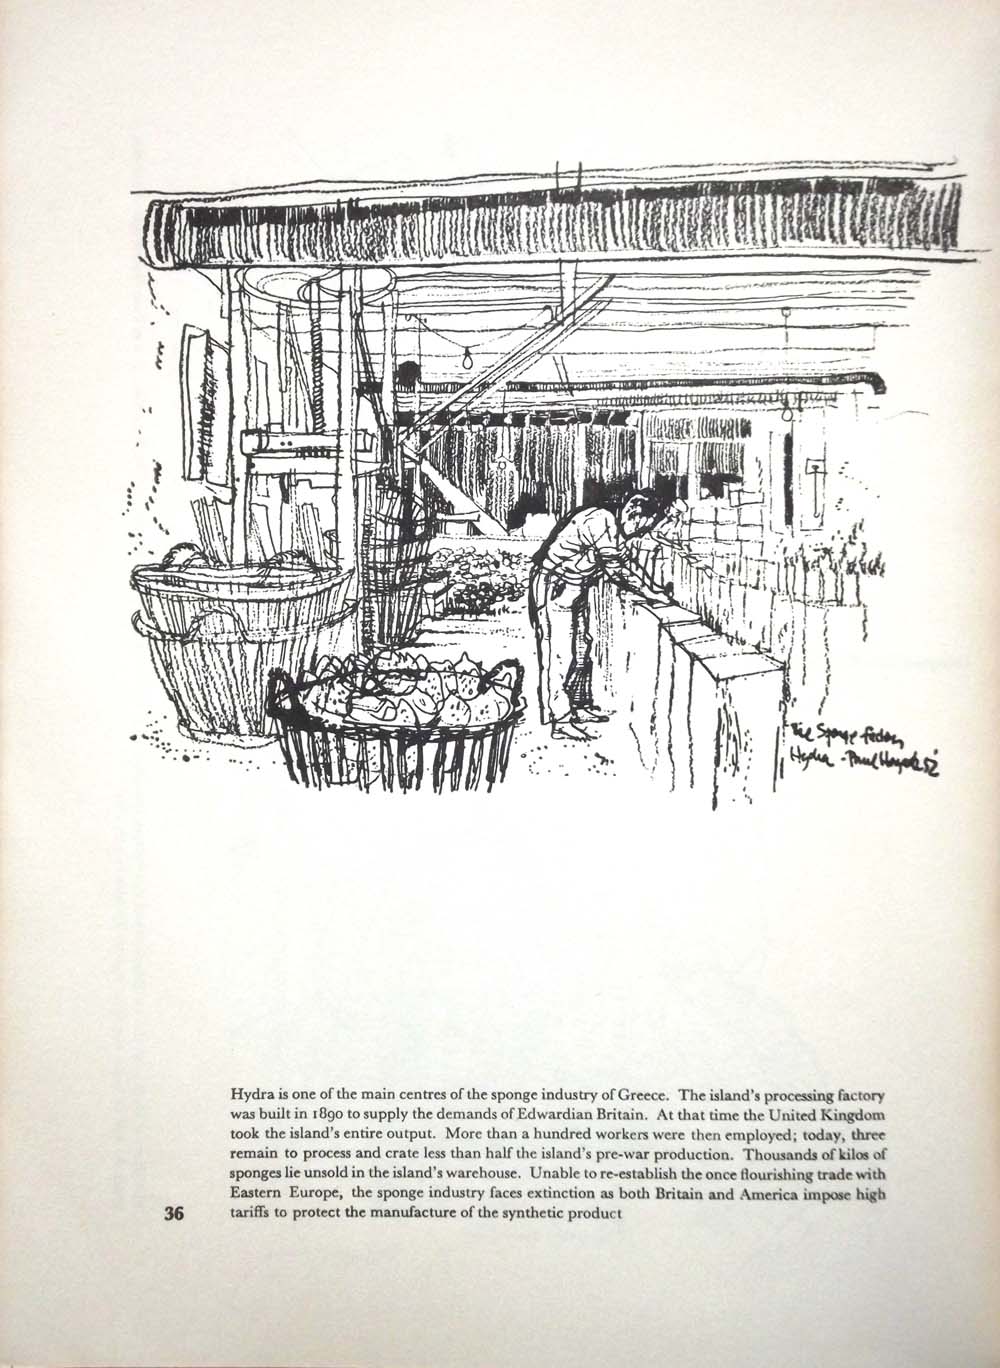 The Sponge factory
Hydra - Paul Hogarth 52
Hydra is one of the main centres of the sponge industry of Greece. The island's processing factory
was built in 1890 to supply the demands of Edwardian Britain. At that time the United Kingdom
took the island's entire output. More than a hundred workers were then employed; today, three
remain to process and crate less than half the island's pre-war production. Thousands of kilos of
sponges lie unsold in the island's warehouse. Unable to re-establish the once flourishing trade with
Eastern Europe, the sponge industry faces extinction as both Britain and America impose high
36 tariffs to protect the manufacture of the synthetic product